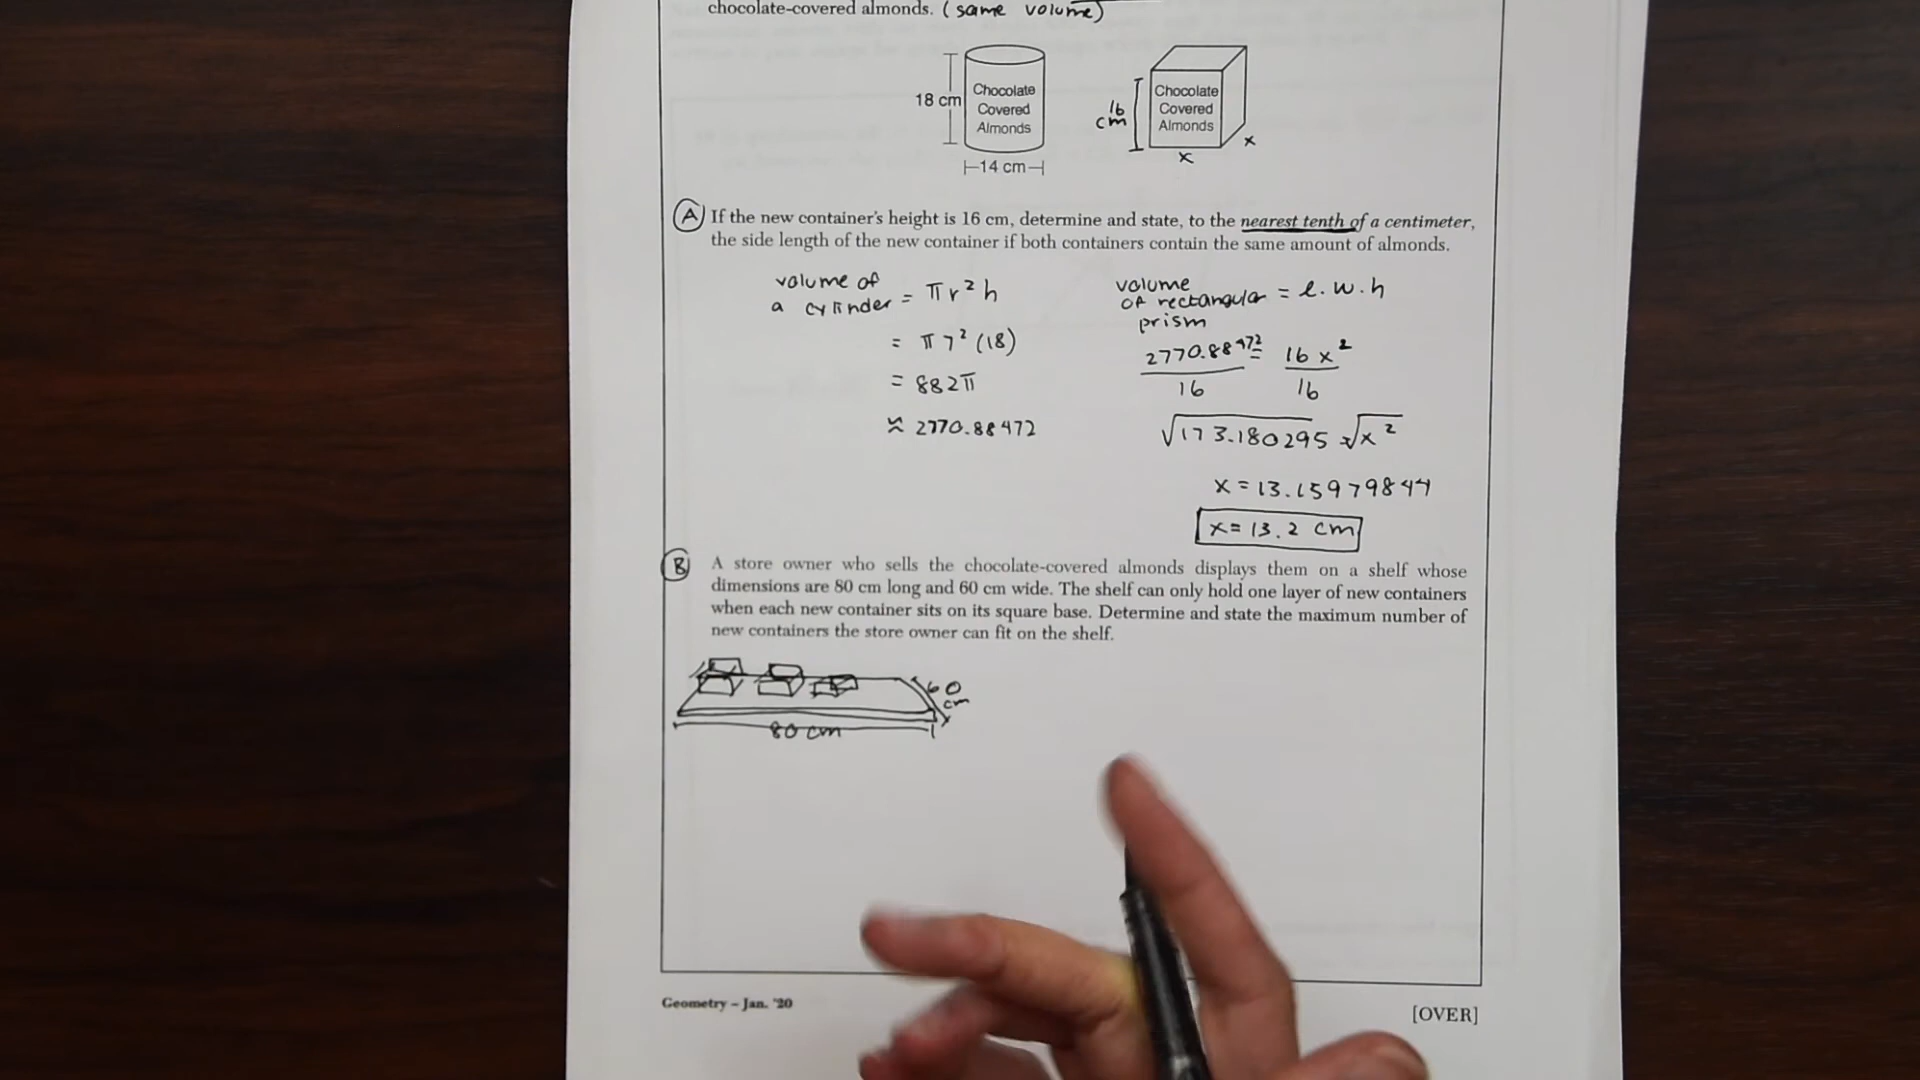 chocolate-covered almonds. (same volume)
18 cm
Chocolate
Covered
Almonds
14 cm
16
cm
Chocolate
Covered
Almonds
x
x
A If the new container's height is 16 cm, determine and state, to the nearest tenth of a centimeter,
the side length of the new container if both containers contain the same amount of almonds.
volume of
a cylinder = πr²h
= π7²(18)
= 882π
≈ 2770.88472
volume
of rectangular = l.w.h
prism
2770.88472 = 16x²
16 16
√173.180295 = √x²
x = 13.15979844
x = 13.2 cm
B A store owner who sells the chocolate-covered almonds displays them on a shelf whose
dimensions are 80 cm long and 60 cm wide. The shelf can only hold one layer of new containers
when each new container sits on its square base. Determine and state the maximum number of
new containers the store owner can fit on the shelf.
60
cm
80 cm
Geometry – Jan. '20
[OVER]